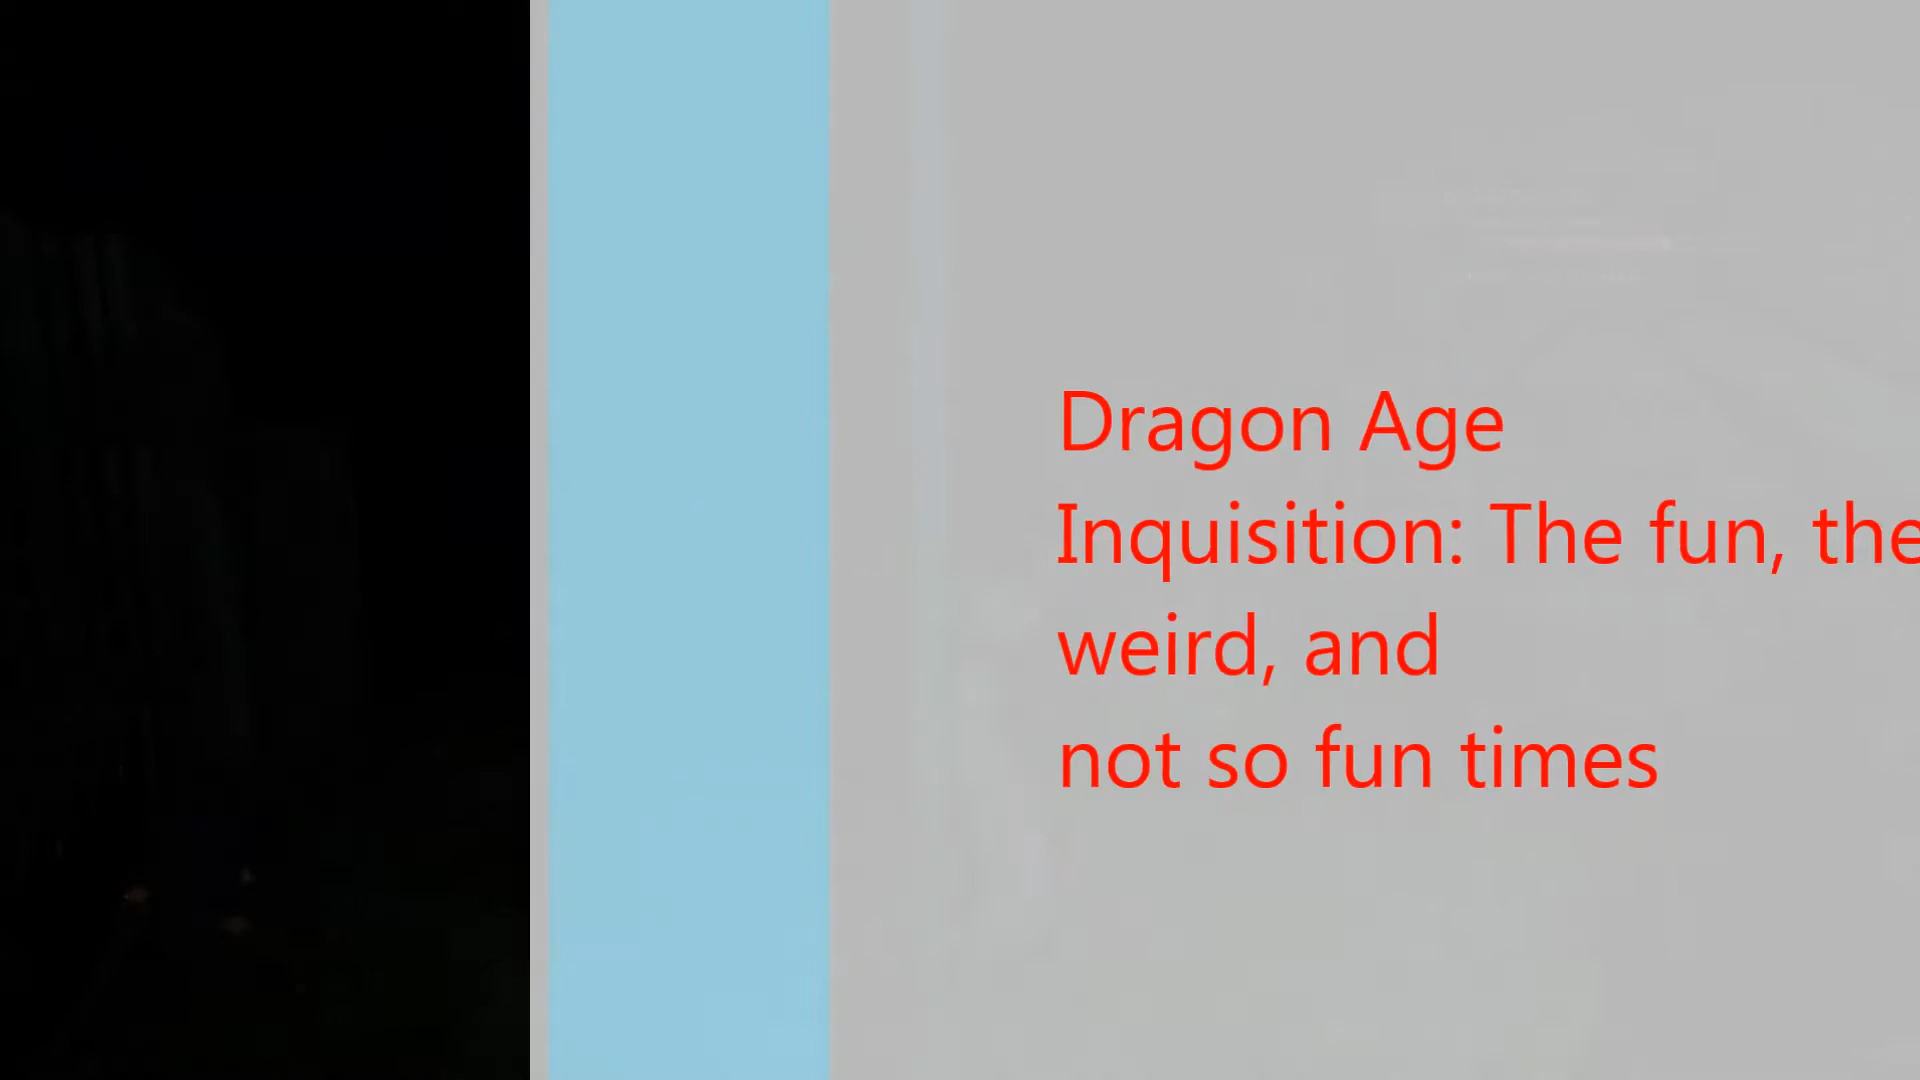 Dragon Age
Inquisition: The fun, the
weird, and
not so fun times